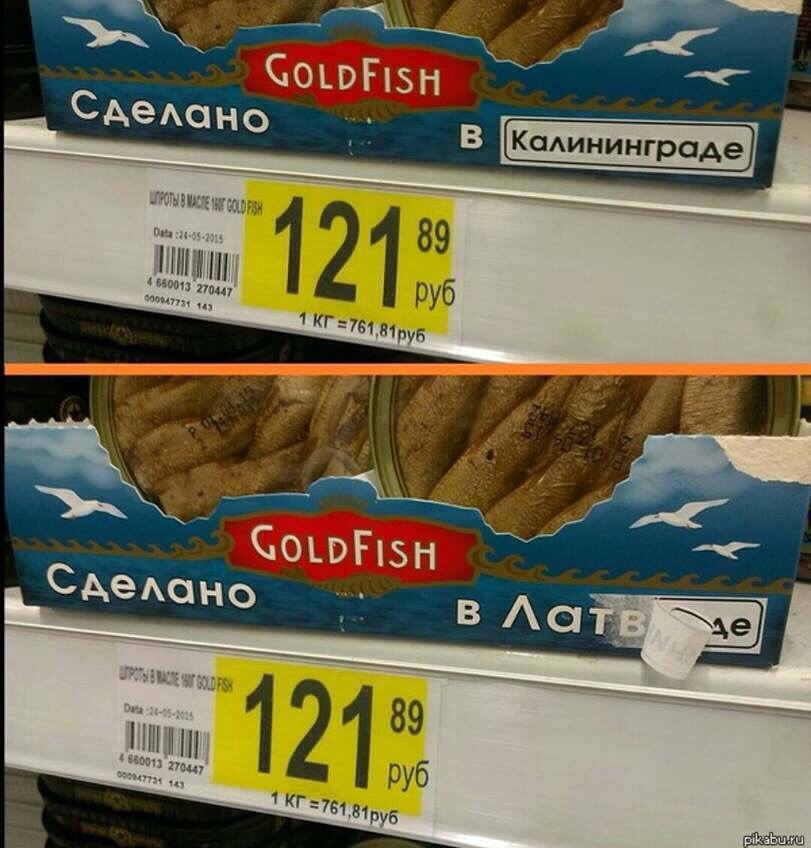 GOLDFISH
Сделано
в Калининграде
ШПРОТЫ В МАСЛЕ 160Г GOLD FISH
Data :24-05-2015
121 89
руб
4 660013 270447
000947731 143
1 КГ =761,81руб
GOLDFISH
Сделано
в Латв де
ШПРОТЫ В МАСЛЕ 160Г GOLD FISH
Data :24-05-2015
121 89
руб
4 660013 270447
000947731 143
1 КГ =761,81руб
pikabu.ru